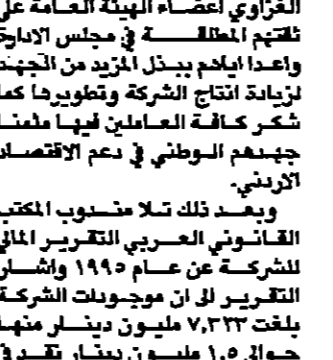 الغزاوي اعضاء الهيئة العامة على
ثقتهم المطلقة في مجلس الادارة
واعدا اياهم ببذل المزيد من الجهد
لزيادة انتاج الشركة وتطويرها كما
شكر كافة العاملين فيها مثمنا
جهدهم الوطني في دعم الاقتصاد
الاردني.
وبعد ذلك تلا مندوب المكتب
القانوني العربي التقرير المالي
للشركة عن عام ١٩٩٥ واشار
التقرير الى ان موجودات الشركة
بلغت ٧,٣٢٣ مليون دينار منها
حوالي ١,٥ مليون دينار نقد في